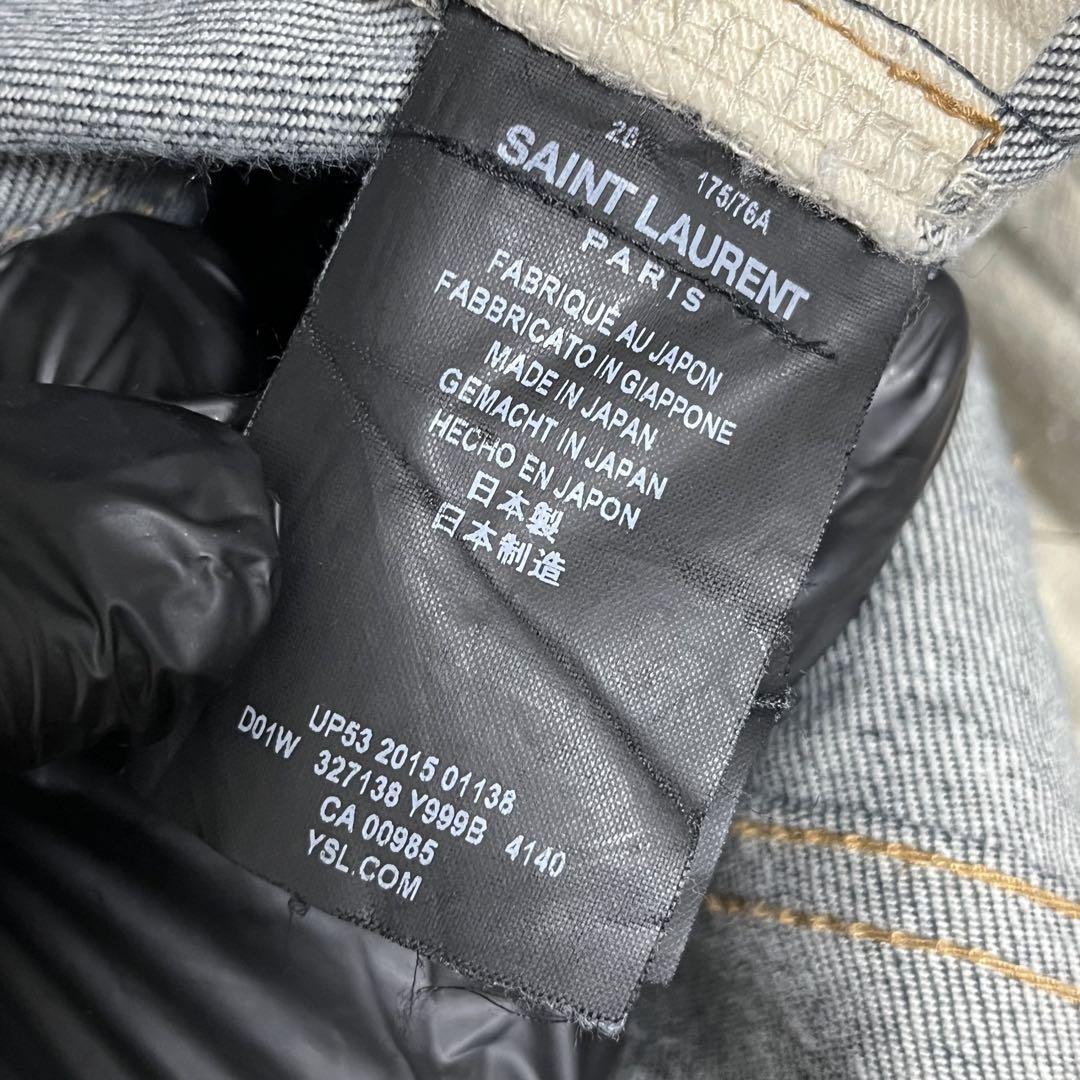 28
175/76A
SAINT LAURENT
PARIS
FABRIQUE AU JAPON
FABBRICATO IN GIAPPONE
MADE IN JAPAN
GEMACHT IN JAPAN
HECHO EN JAPON
日本製
日本制造
UP53 2015 01138
D01W 327138 Y999B 4140
CA 00985
YSL.COM